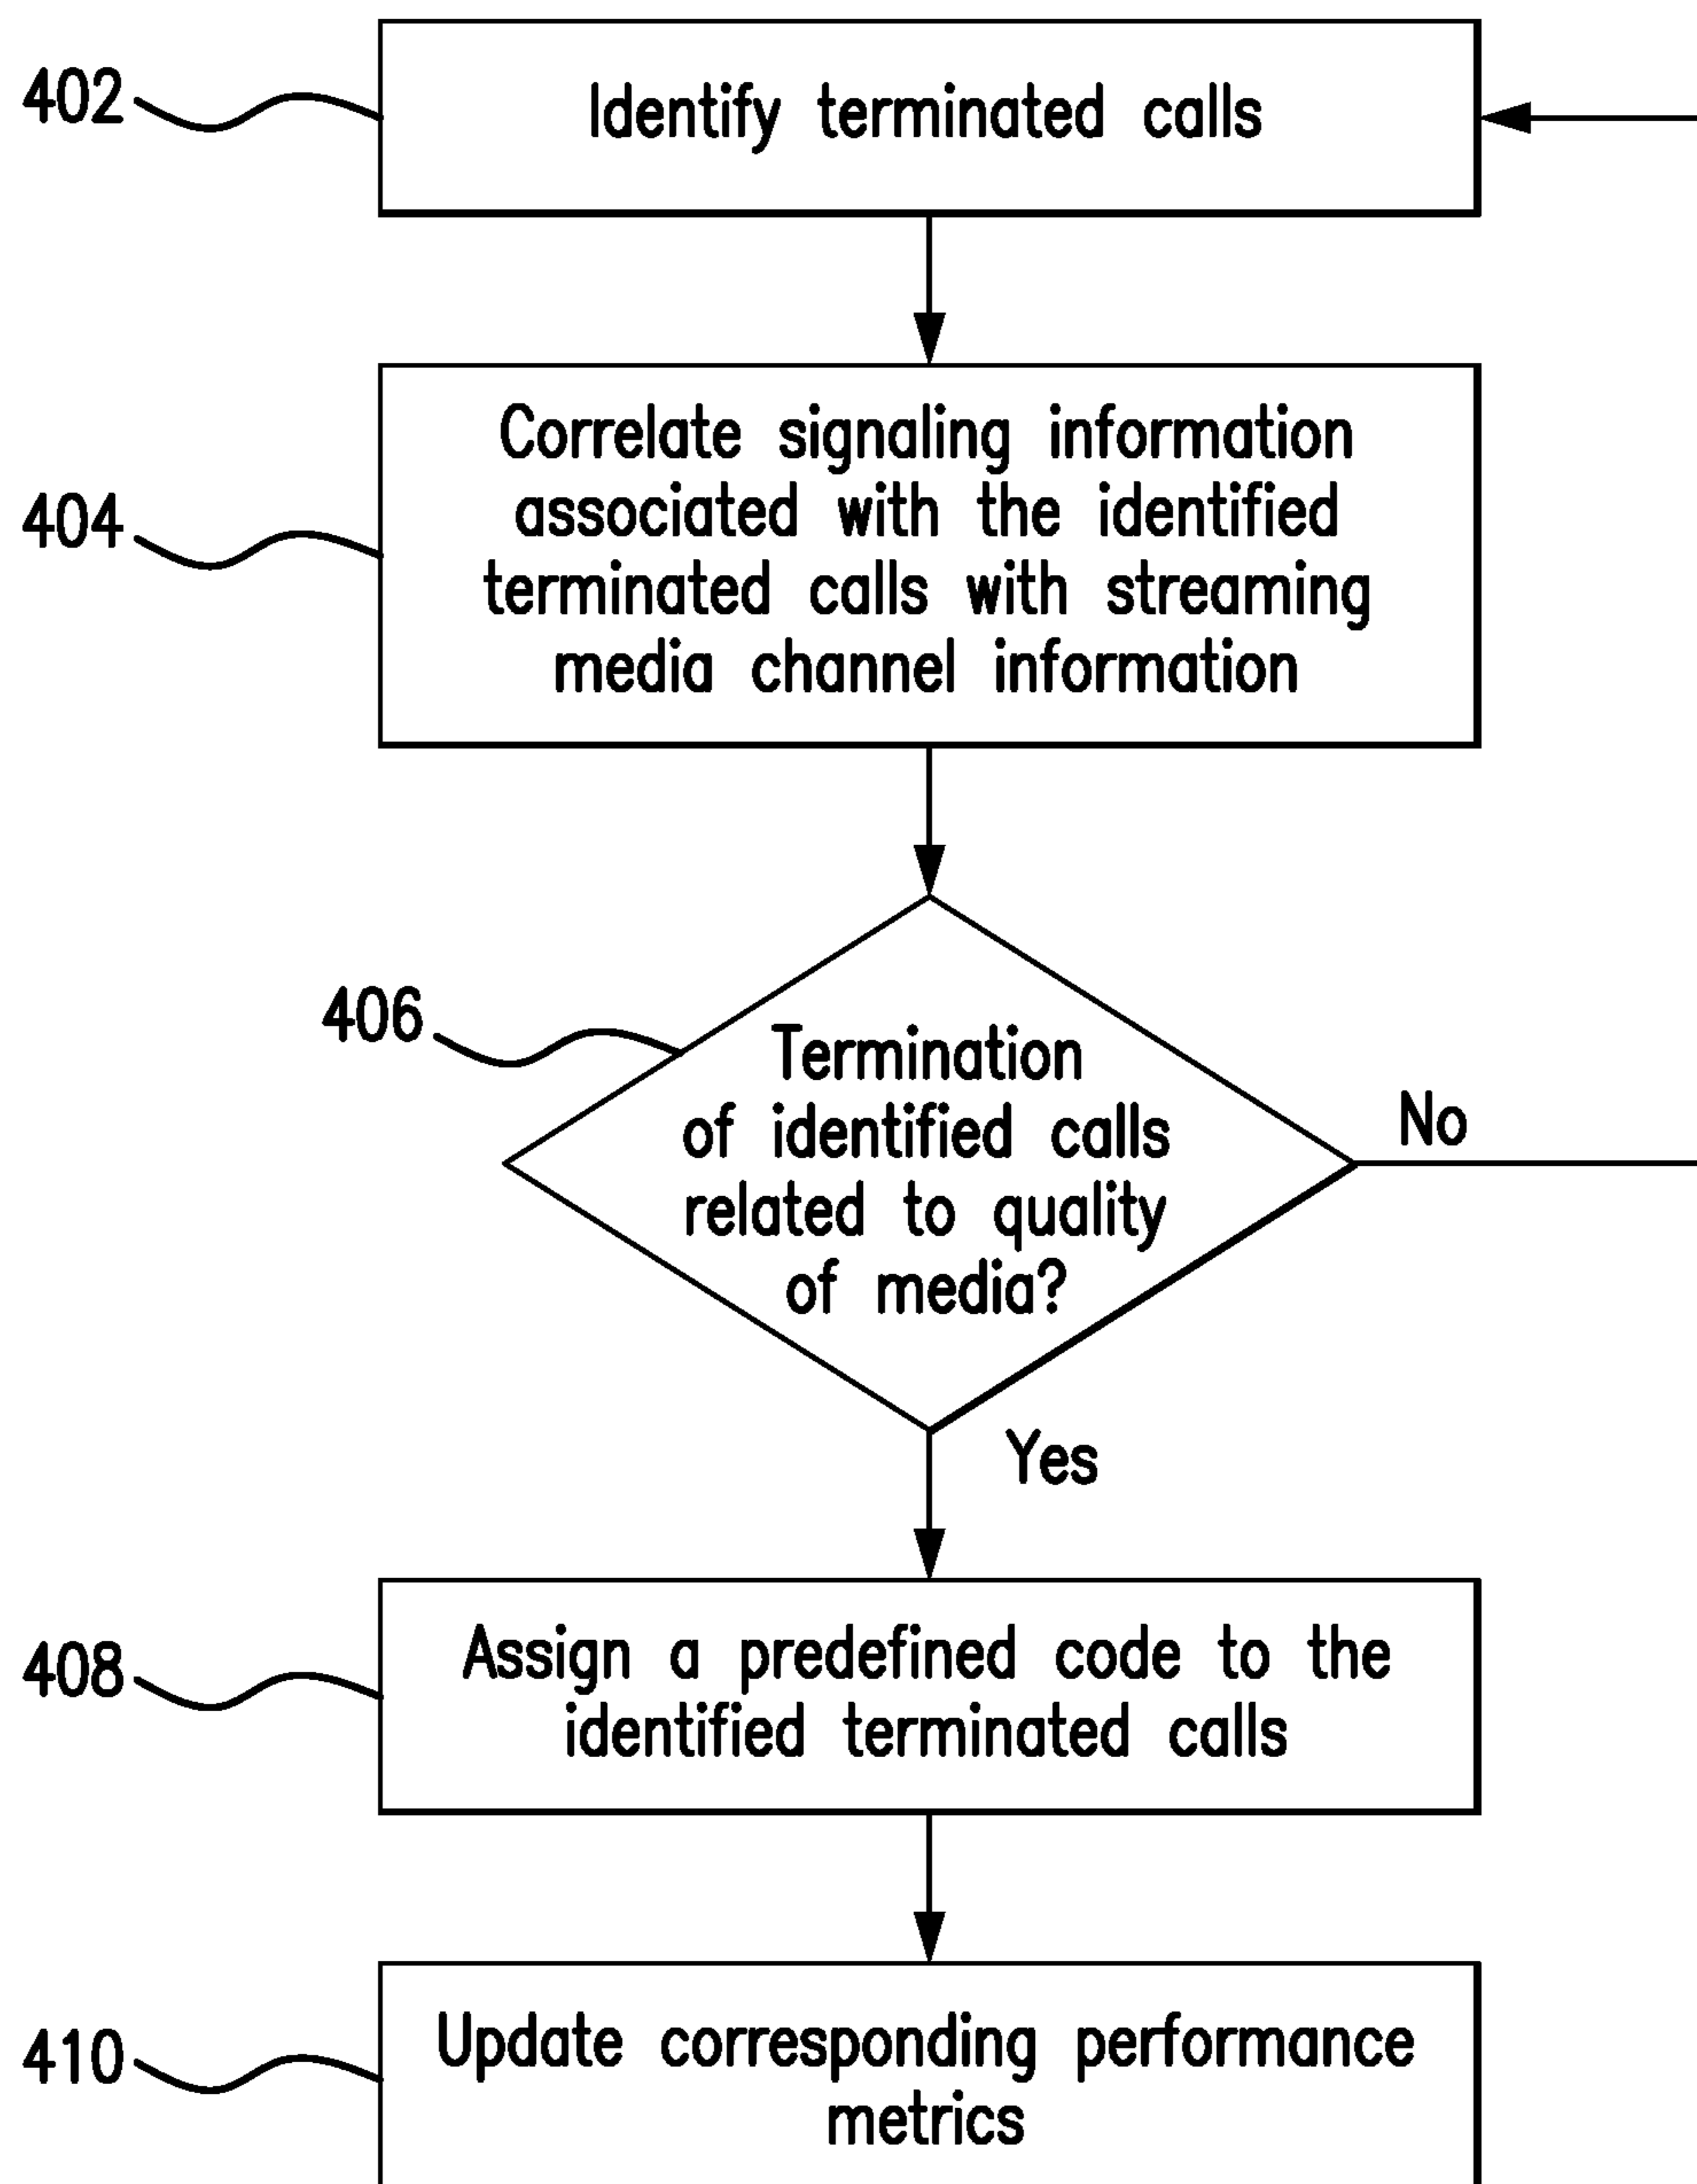 402
Identify terminated calls
404
Correlate signaling information
associated with the identified
terminated calls with streaming
media channel information
406
Termination
of identified calls
related to quality
of media?
No
Yes
408
Assign a predefined code to the
identified terminated calls
410
Update corresponding performance
metrics